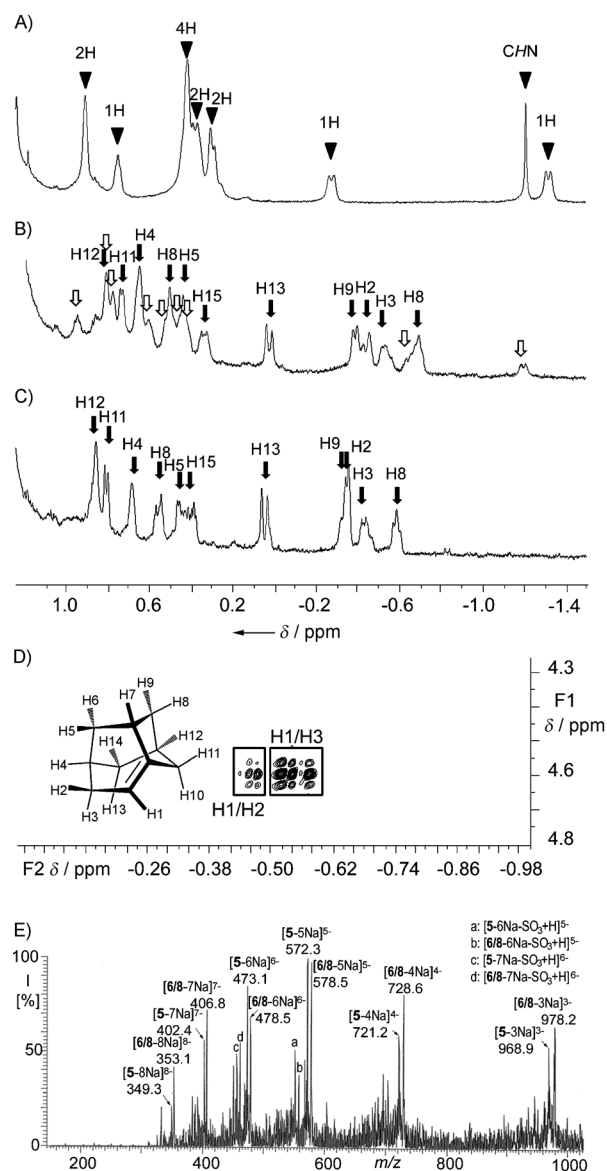 A)
4H
2H
CHN
2H
2H
1H
1H
1H
B)
H4
H12 H11 H8 H5
H15 H13 H9 H2
H3 H8
C)
H12
H11
H4 H8 H15 H13 H9 H2
H5 H3 H8
1.0 0.6 0.2 -0.2 -0.6 -1.0 -1.4
δ / ppm
D)
4.3
F1
δ / ppm
4.6
4.8
H9
H6 H7 H8
H5 H14 H12 H1/H3
H4 H11
H2 H10 H1/H2
H3 H13 H1
F2 δ / ppm -0.26 -0.38 -0.50 -0.62 -0.74 -0.86 -0.98
E)
100
I
[%]
50
0
[5-5Na]5-
572.3
a: [5-6Na-SO3+H]5-
b: [6/8-6Na-SO3+H]5-
c: [5-7Na-SO3+H]6-
d: [6/8-7Na-SO3+H]6-
[5-6Na]6-
473.1
[6/8-5Na]5-
578.5
[6/8-7Na]7-
406.8
[6/8-6Na]6-
478.5
[6/8-4Na]4-
728.6
[6/8-3Na]3-
978.2
[5-7Na]7-
402.4
[5-4Na]4-
721.2
[5-3Na]3-
968.9
[6/8-8Na]8-
353.1
[5-8Na]8-
349.3
d
c
a
b
200 400 600 m/z 800 1000